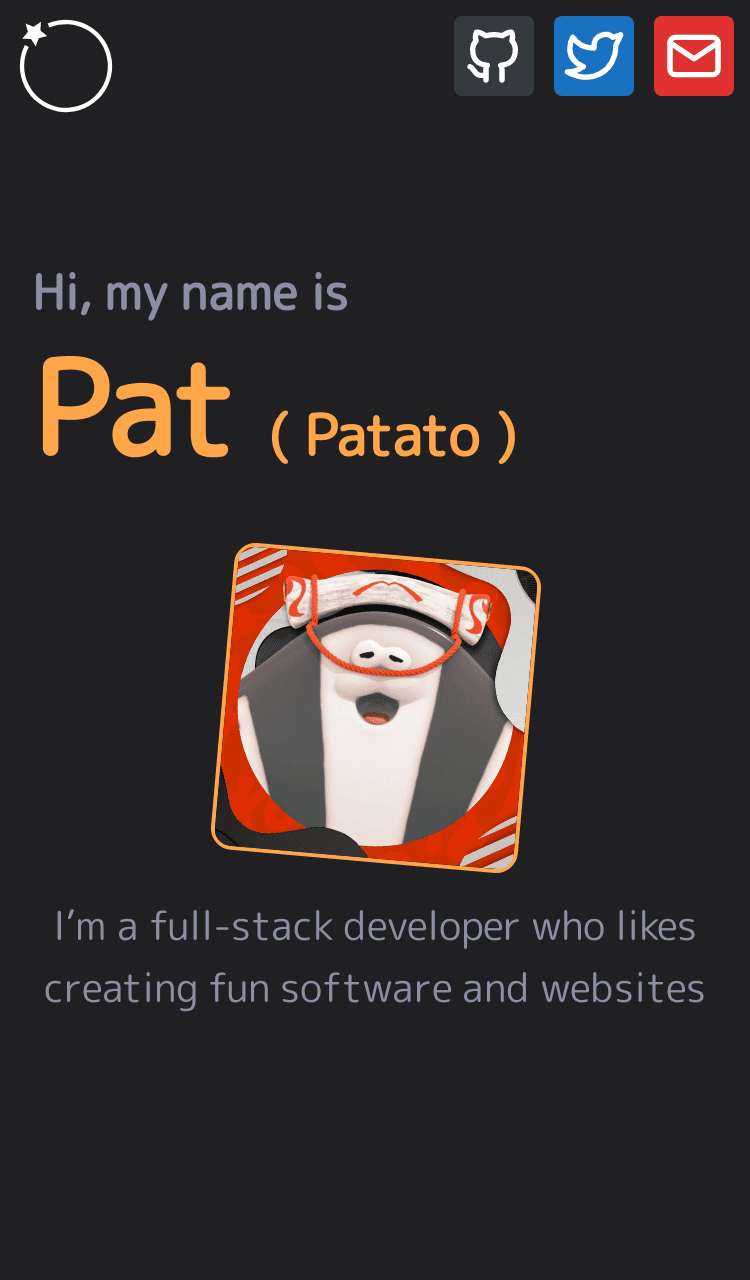 Hi, my name is
Pat ( Patato )
I’m a full-stack developer who likes
creating fun software and websites